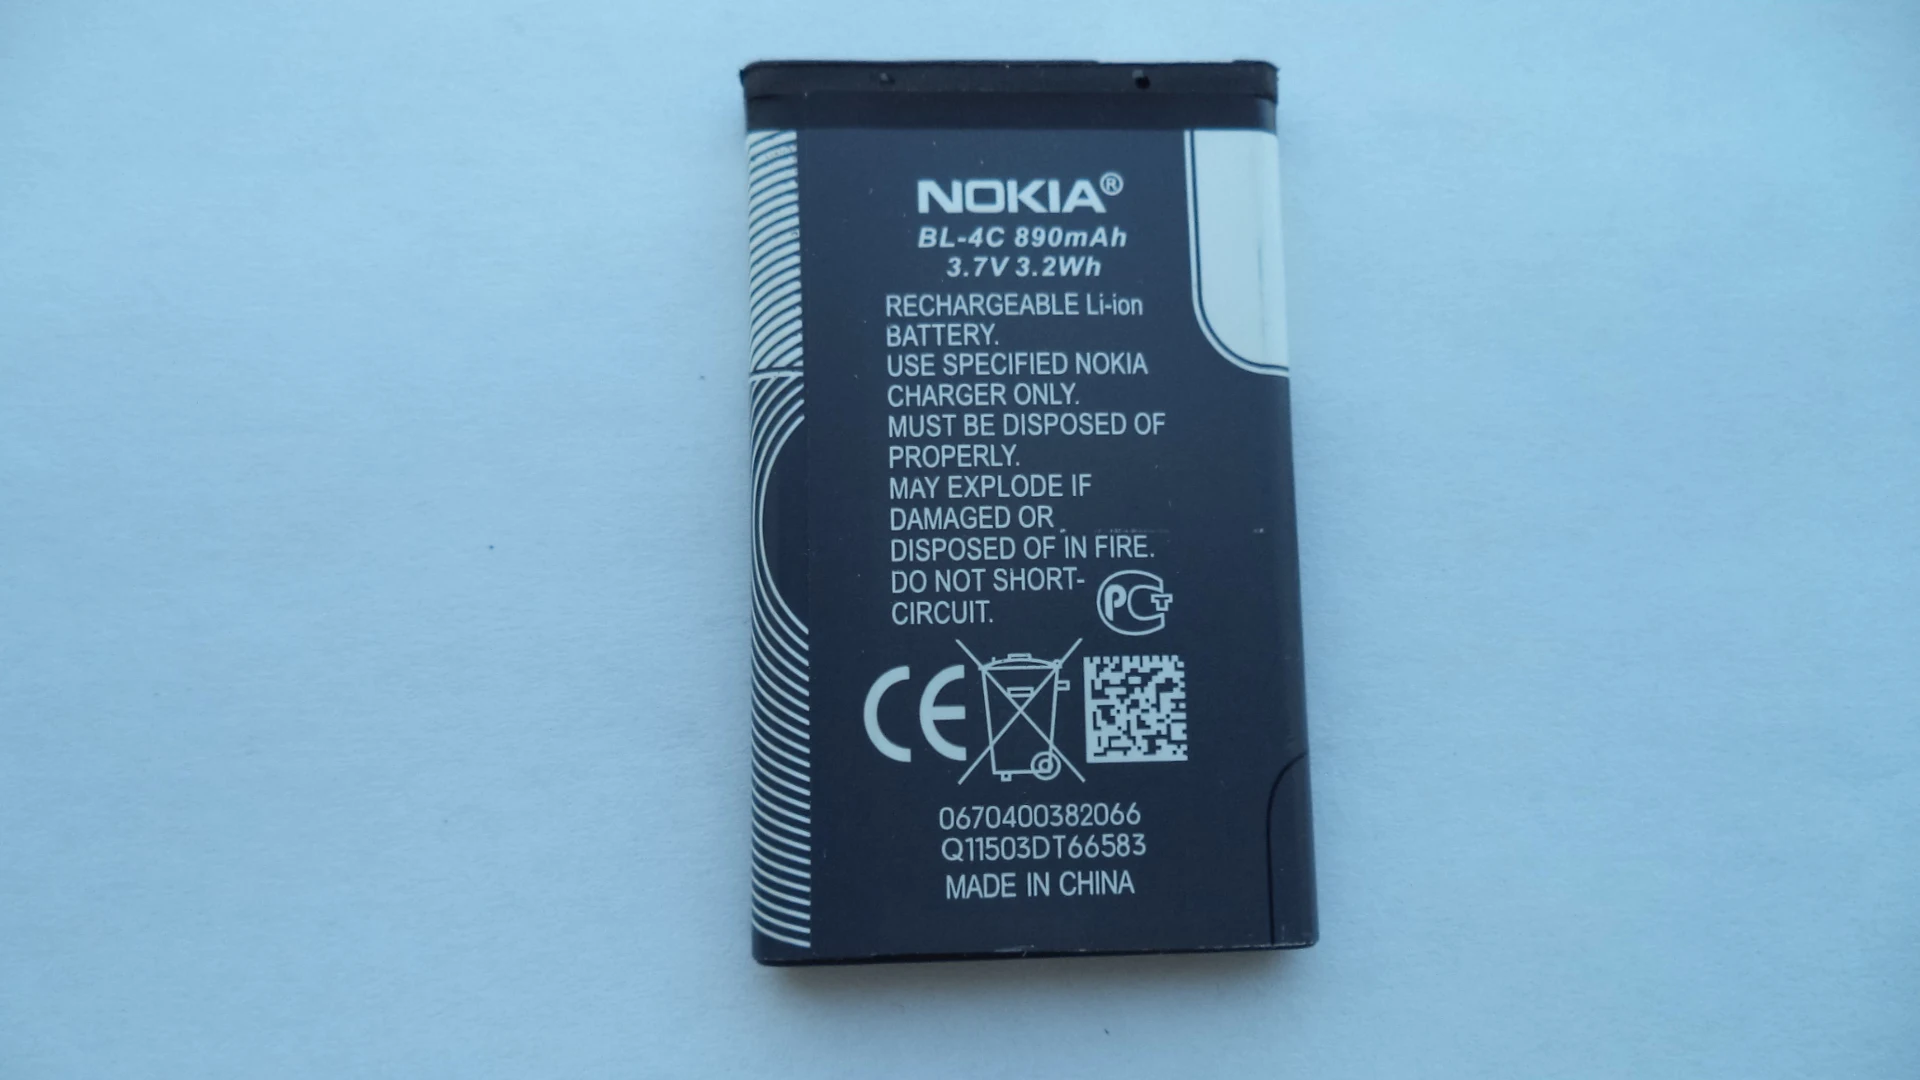 NOKIA®
BL-4C 890mAh
3.7V 3.2Wh
RECHARGEABLE Li-ion
BATTERY.
USE SPECIFIED NOKIA
CHARGER ONLY.
MUST BE DISPOSED OF
PROPERLY.
MAY EXPLODE IF
DAMAGED OR
DISPOSED OF IN FIRE.
DO NOT SHORT-
CIRCUIT.
РСТ
CE
0670400382066
Q11503DT66583
MADE IN CHINA